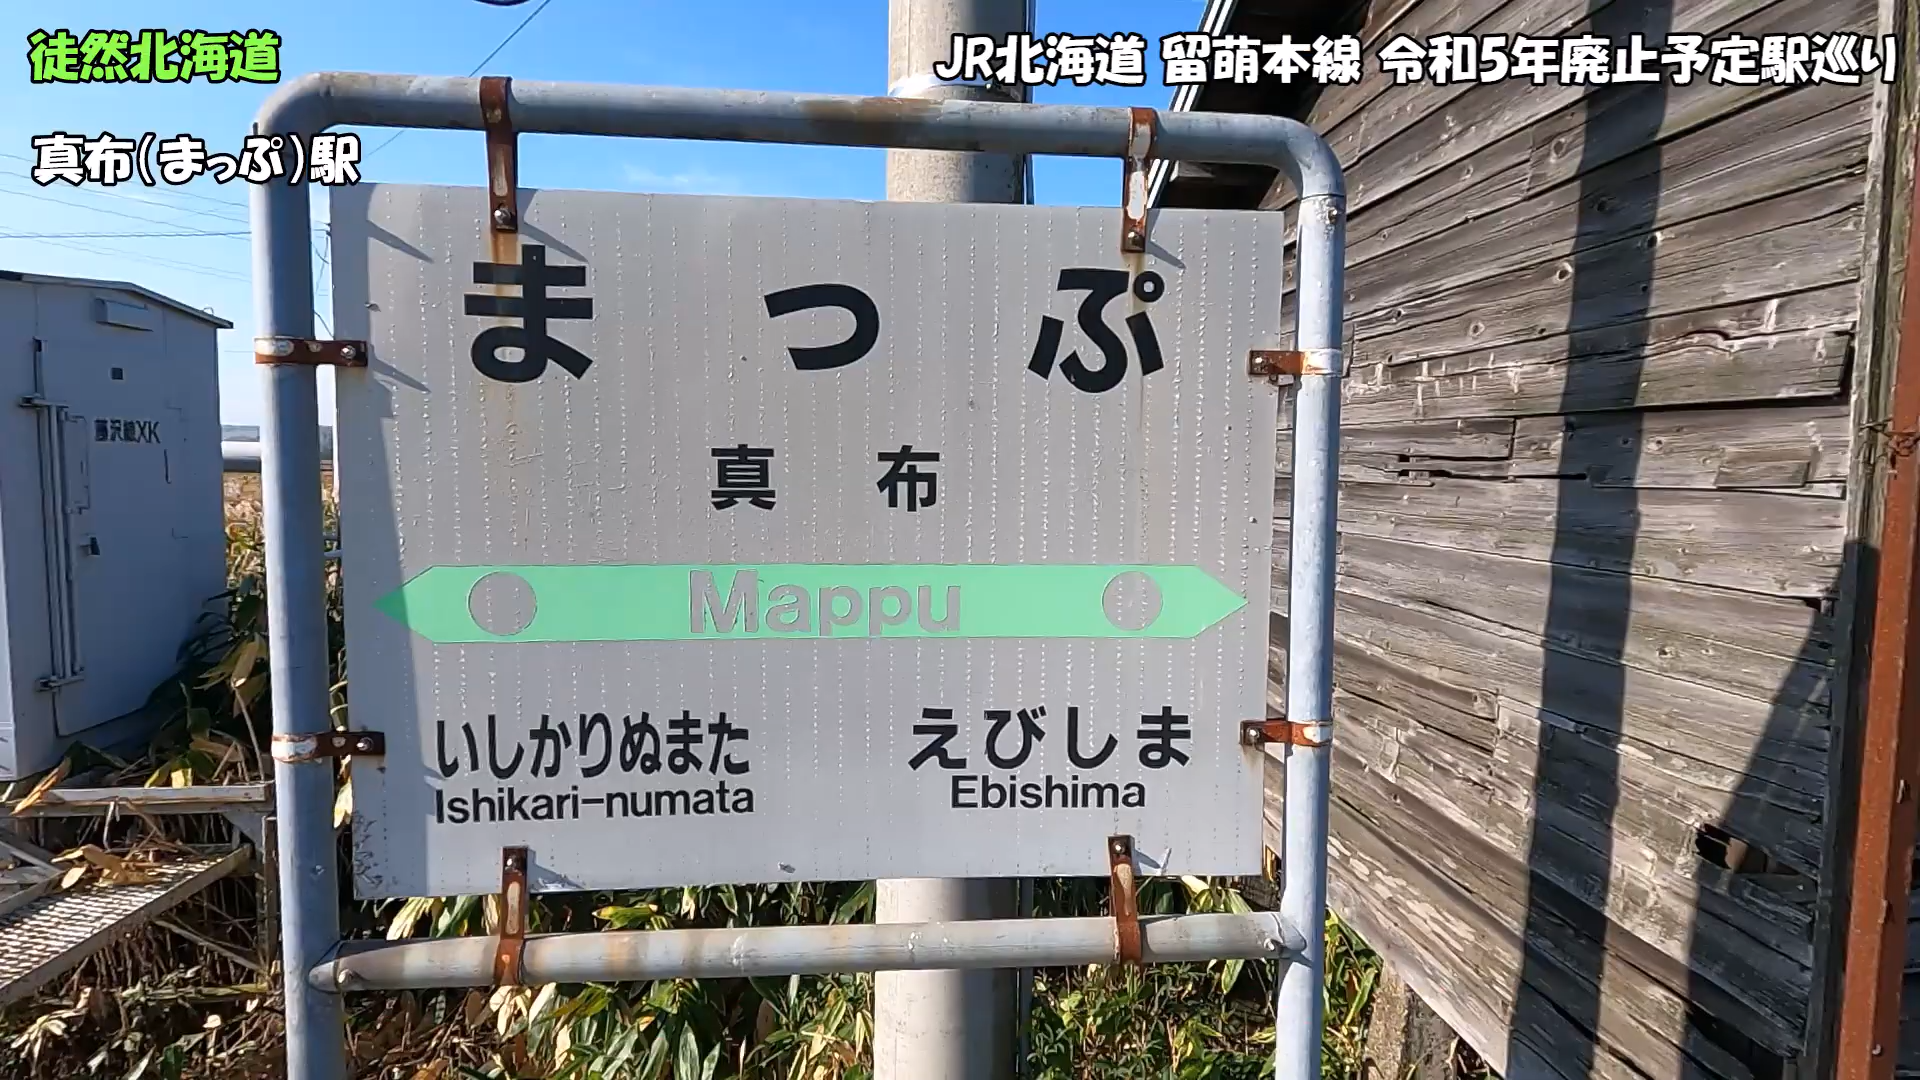 徒然北海道
JR北海道 留萌本線 令和5年廃止予定駅巡り
真布(まっぷ)駅
まっぷ
真布
Mappu
いしかりぬまた
Ishikari-numata
えびしま
Ebishima
藤沢線XK